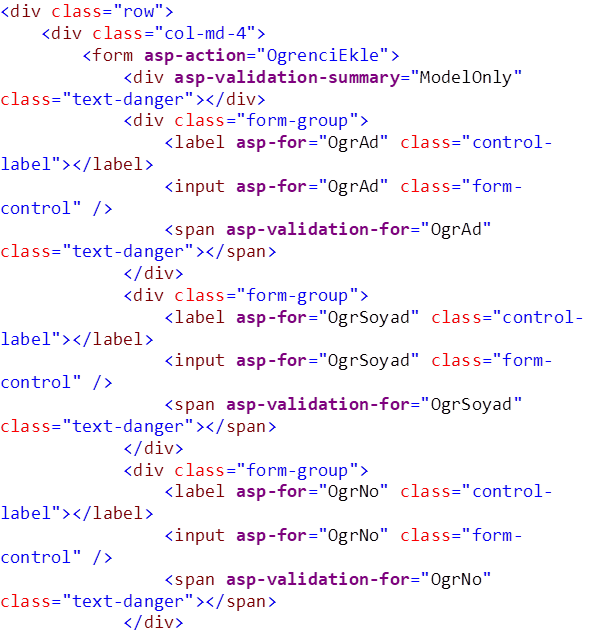 <div class="row">
    <div class="col-md-4">
        <form asp-action="OgrenciEkle">
            <div asp-validation-summary="ModelOnly"
class="text-danger"></div>
            <div class="form-group">
                <label asp-for="OgrAd" class="control-
label"></label>
                <input asp-for="OgrAd" class="form-
control" />
                <span asp-validation-for="OgrAd"
class="text-danger"></span>
            </div>
            <div class="form-group">
                <label asp-for="OgrSoyad" class="control-
label"></label>
                <input asp-for="OgrSoyad" class="form-
control" />
                <span asp-validation-for="OgrSoyad"
class="text-danger"></span>
            </div>
            <div class="form-group">
                <label asp-for="OgrNo" class="control-
label"></label>
                <input asp-for="OgrNo" class="form-
control" />
                <span asp-validation-for="OgrNo"
class="text-danger"></span>
            </div>